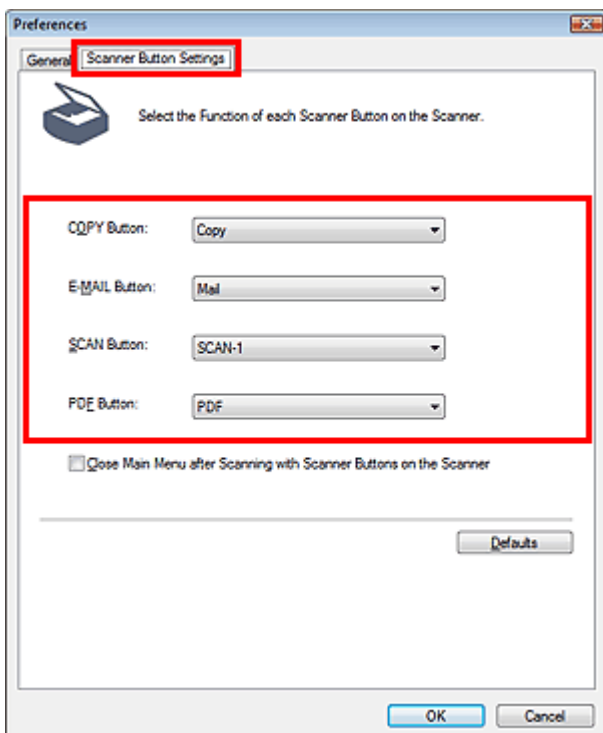 Preferences
General
Scanner Button Settings
Select the Function of each Scanner Button on the Scanner.
COPY Button: Copy
E-MAIL Button: Mail
SCAN Button: SCAN-1
PDF Button: PDF
Close Main Menu after Scanning with Scanner Buttons on the Scanner
Defaults
OK Cancel